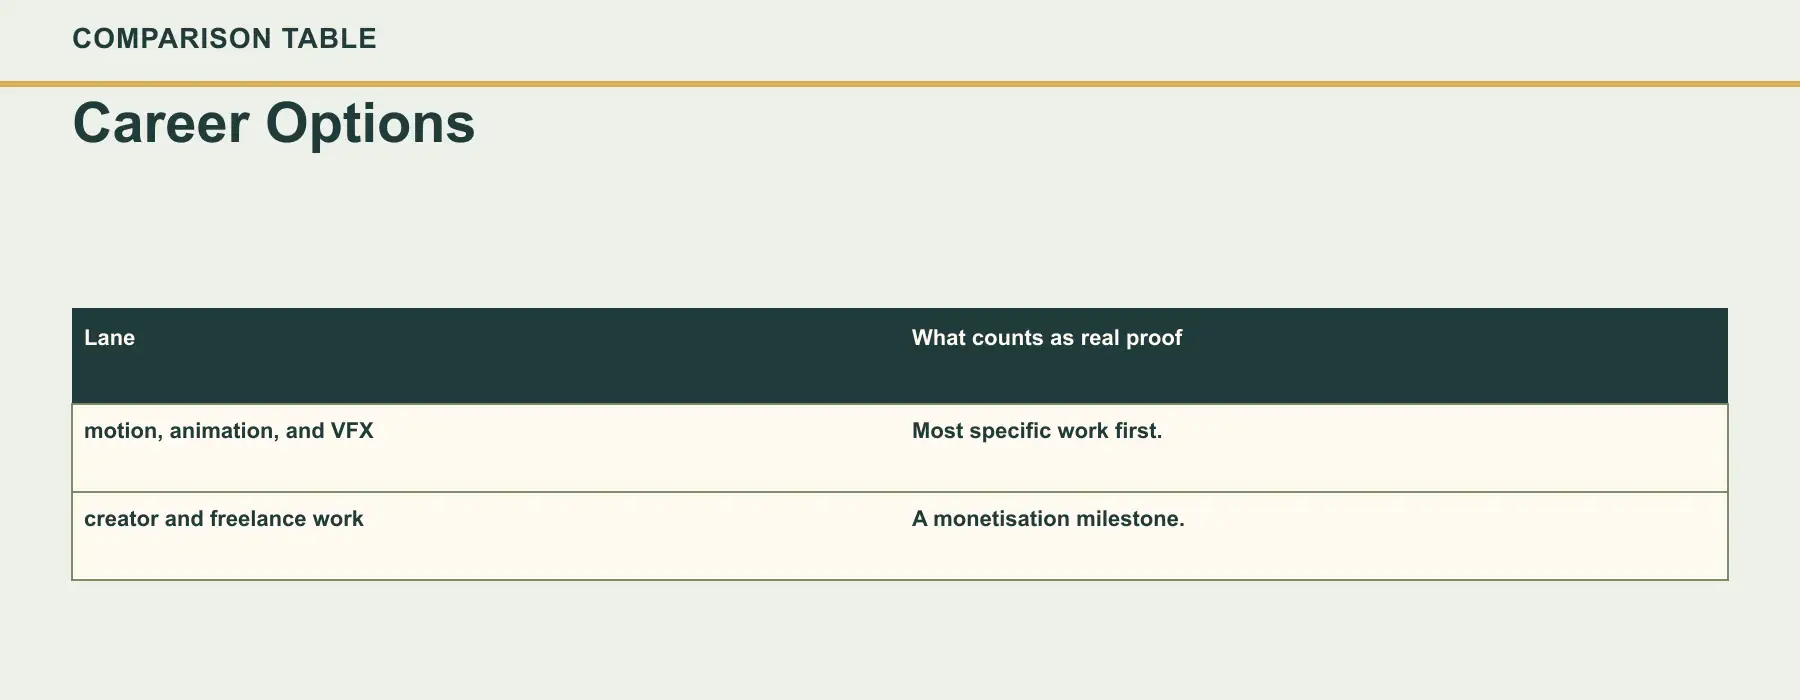 COMPARISON TABLE
Career Options
Lane What counts as real proof
motion, animation, and VFX Most specific work first.
creator and freelance work A monetisation milestone.